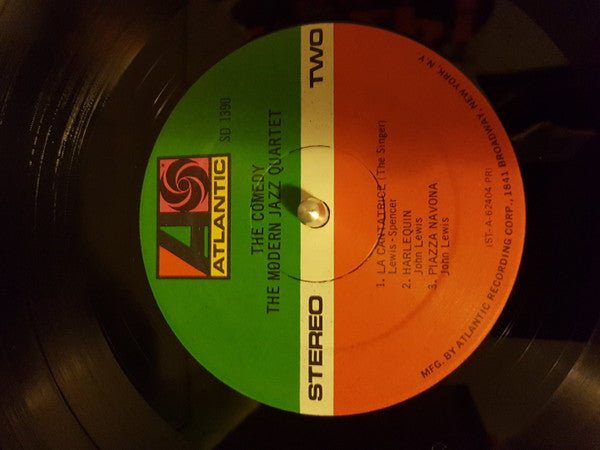 ATLANTIC
SD 1390
THE COMEDY
THE MODERN JAZZ QUARTET
STEREO TWO
1. LA CANTATRICE (The Singer)
Lewis - Spencer
2. HARLEQUIN
John Lewis
3. PIAZZA NAVONA
John Lewis
(ST-A-62404 PR)
MFG. BY ATLANTIC RECORDING CORP., 1841 BROADWAY, NEW YORK, N.Y.